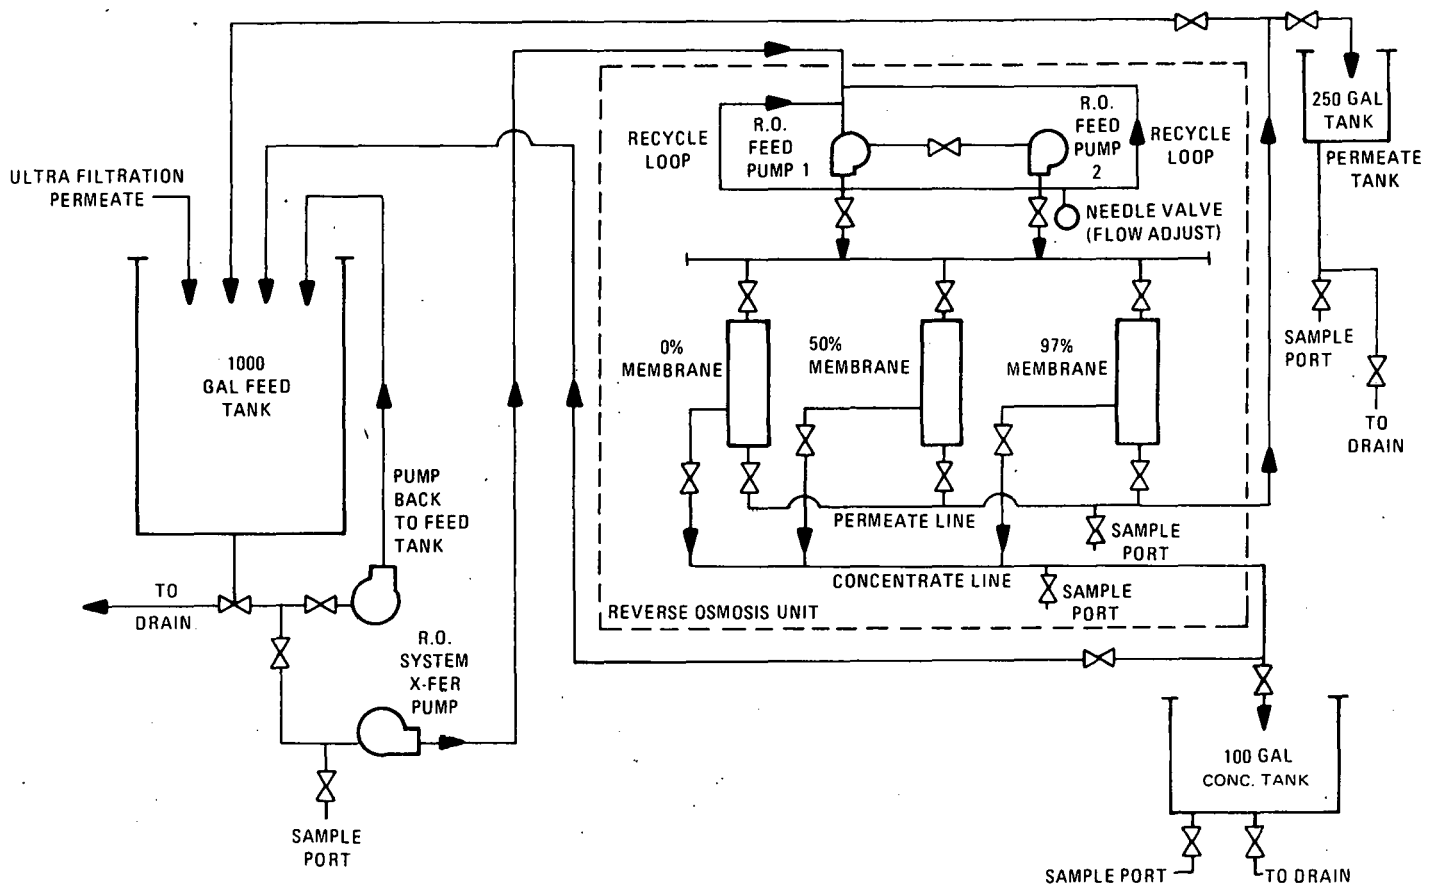 250 GAL
TANK
PERMEATE
TANK
RECYCLE
LOOP
R.O.
FEED
PUMP 1
R.O.
FEED
PUMP
2
RECYCLE
LOOP
ULTRA FILTRATION
PERMEATE
NEEDLE VALVE
(FLOW ADJUST)
SAMPLE
PORT
TO
DRAIN
1000
GAL FEED
TANK
0%
MEMBRANE
50%
MEMBRANE
97%
MEMBRANE
PUMP
BACK
TO FEED
TANK
PERMEATE LINE
SAMPLE
PORT
CONCENTRATE LINE
SAMPLE
PORT
REVERSE OSMOSIS UNIT
TO
DRAIN
R.O.
SYSTEM
X-FER
PUMP
SAMPLE
PORT
100 GAL
CONC. TANK
SAMPLE PORT
TO DRAIN